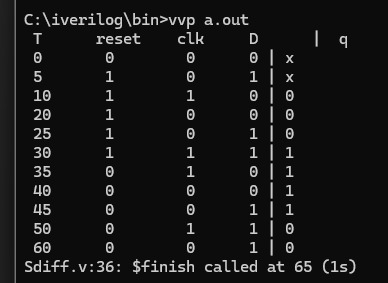 C:\iverilog\bin>vvp a.out
T reset clk D | q
0 0 0 0 | x
5 1 0 1 | x
10 1 1 0 | 0
20 1 0 0 | 0
25 1 0 1 | 0
30 1 1 1 | 1
35 0 1 0 | 1
40 0 0 0 | 1
45 0 0 1 | 1
50 0 1 1 | 0
60 0 0 1 | 0
Sdiff.v:36: $finish called at 65 (1s)